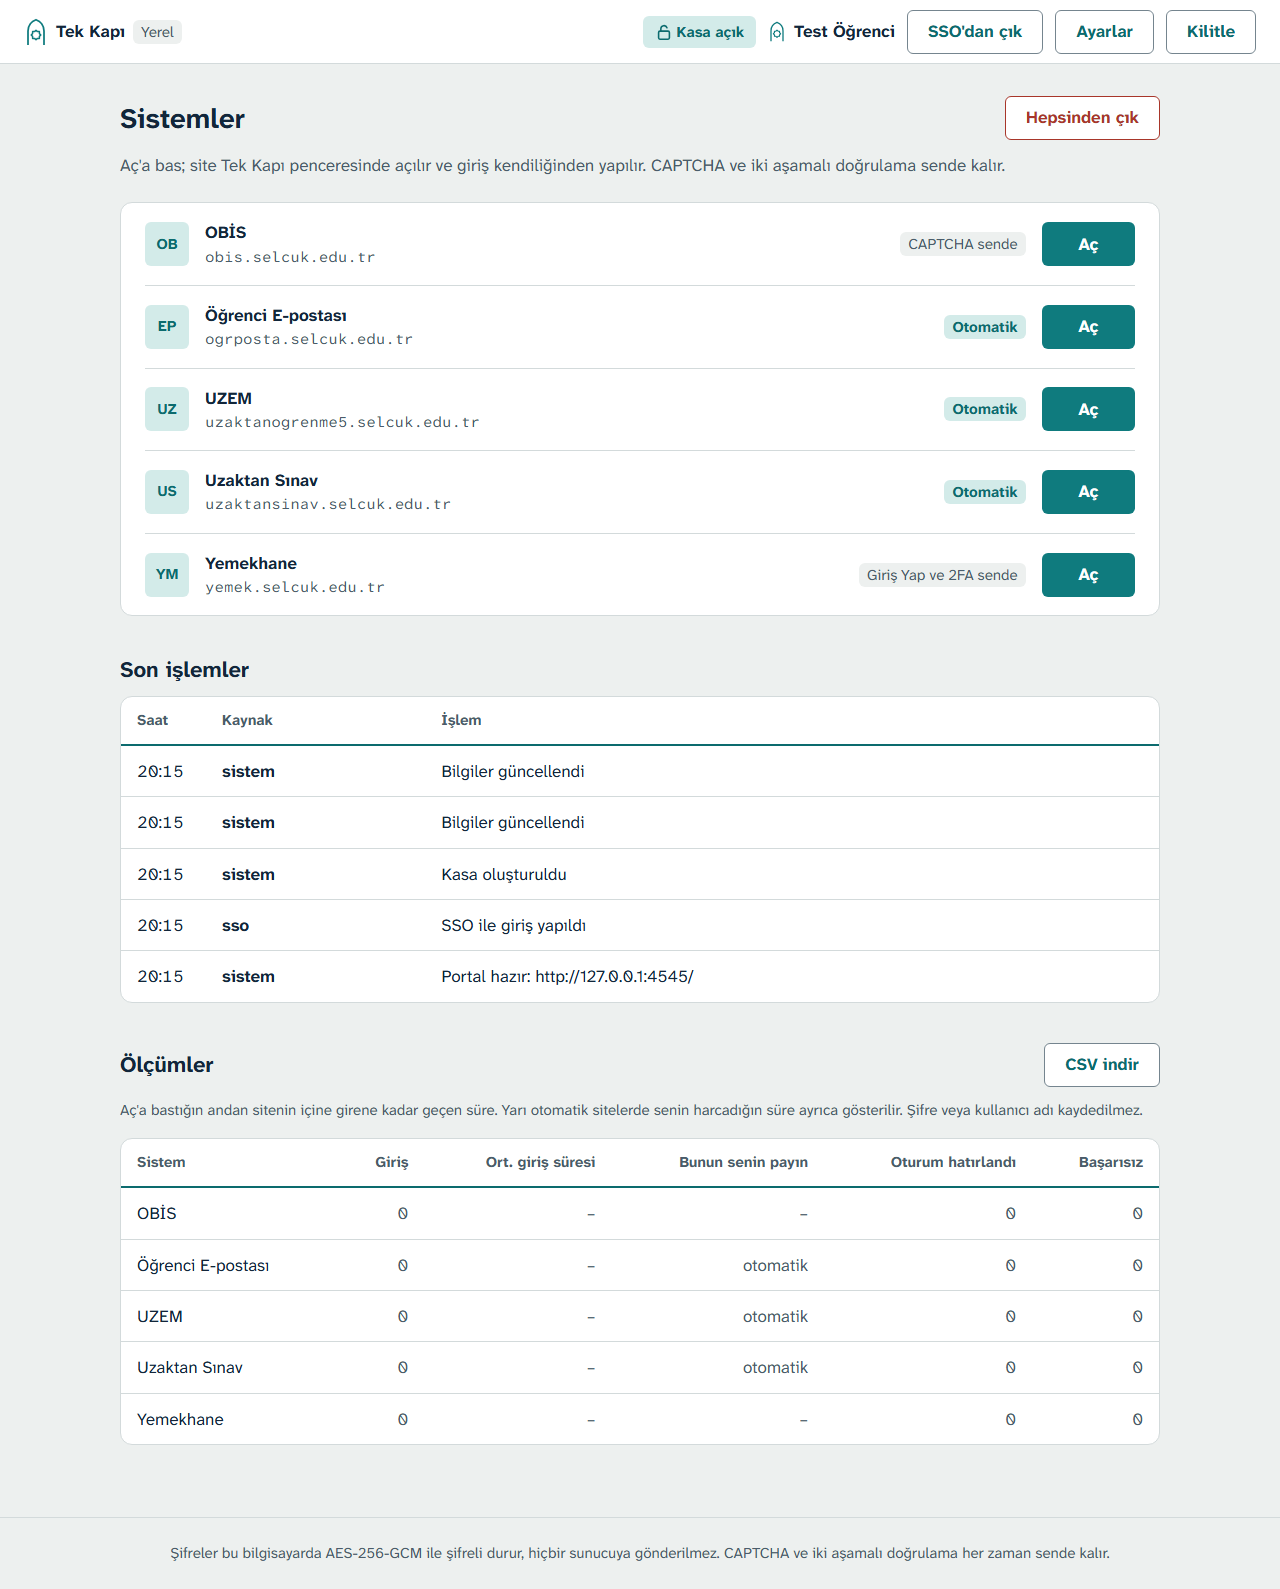 Tek Kapı Yerel
Kasa açık Test Öğrenci SSO'dan çık Ayarlar Kilitle
Sistemler
Hepsinden çık
Aç'a bas; site Tek Kapı penceresinde açılır ve giriş kendiliğinden yapılır. CAPTCHA ve iki aşamalı doğrulama sende kalır.
OB OBİS
obis.selcuk.edu.tr
CAPTCHA sende Aç
EP Öğrenci E-postası
ogrposta.selcuk.edu.tr
Otomatik Aç
UZ UZEM
uzaktanogrenme5.selcuk.edu.tr
Otomatik Aç
US Uzaktan Sınav
uzaktansinav.selcuk.edu.tr
Otomatik Aç
YM Yemekhane
yemek.selcuk.edu.tr
Giriş Yap ve 2FA sende Aç
Son işlemler
Saat Kaynak İşlem
20:15 sistem Bilgiler güncellendi
20:15 sistem Bilgiler güncellendi
20:15 sistem Kasa oluşturuldu
20:15 sso SSO ile giriş yapıldı
20:15 sistem Portal hazır: http://127.0.0.1:4545/
Ölçümler
CSV indir
Aç'a bastığın andan sitenin içine girene kadar geçen süre. Yarı otomatik sitelerde senin harcadığın süre ayrıca gösterilir. Şifre veya kullanıcı adı kaydedilmez.
Sistem Giriş Ort. giriş süresi Bunun senin payın Oturum hatırlandı Başarısız
OBİS 0 – – 0 0
Öğrenci E-postası 0 – otomatik 0 0
UZEM 0 – otomatik 0 0
Uzaktan Sınav 0 – otomatik 0 0
Yemekhane 0 – – 0 0
Şifreler bu bilgisayarda AES-256-GCM ile şifreli durur, hiçbir sunucuya gönderilmez. CAPTCHA ve iki aşamalı doğrulama her zaman sende kalır.